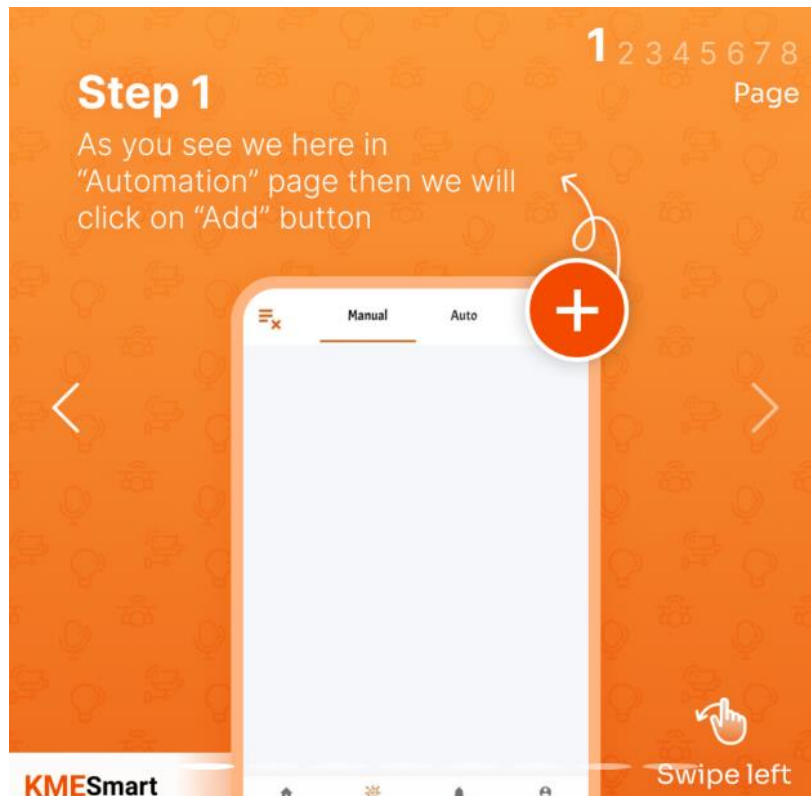 1 2 3 4 5 6 7 8
Page
Step 1
As you see we here in
“Automation” page then we will
click on “Add” button
Manual Auto
Swipe left
KMESmart